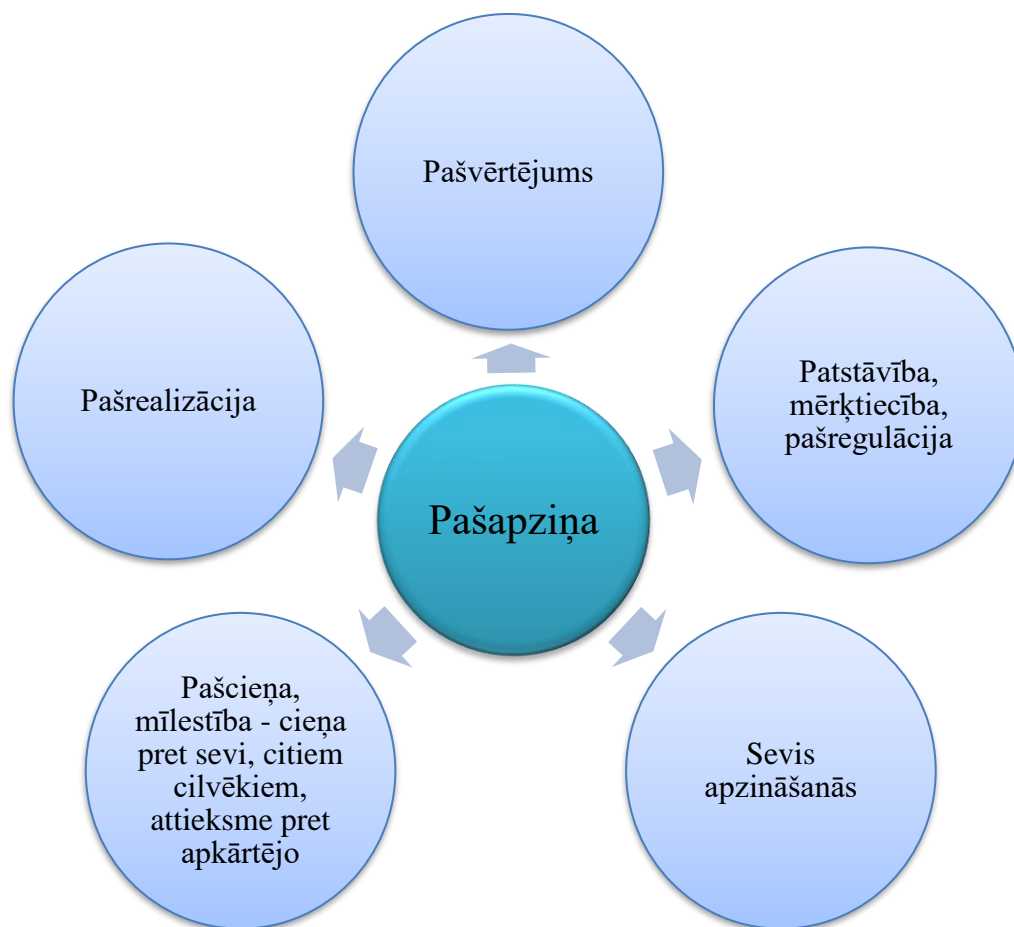 Pašvērtējums
Patstāvība,
mērķtiecība,
pašregulācija
Pašrealizācija
Pašapziņa
Pašcieņa,
mīlestība - cieņa
pret sevi, citiem
cilvēkiem,
attieksme pret
apkārtējo
Sevis
apzināšanās